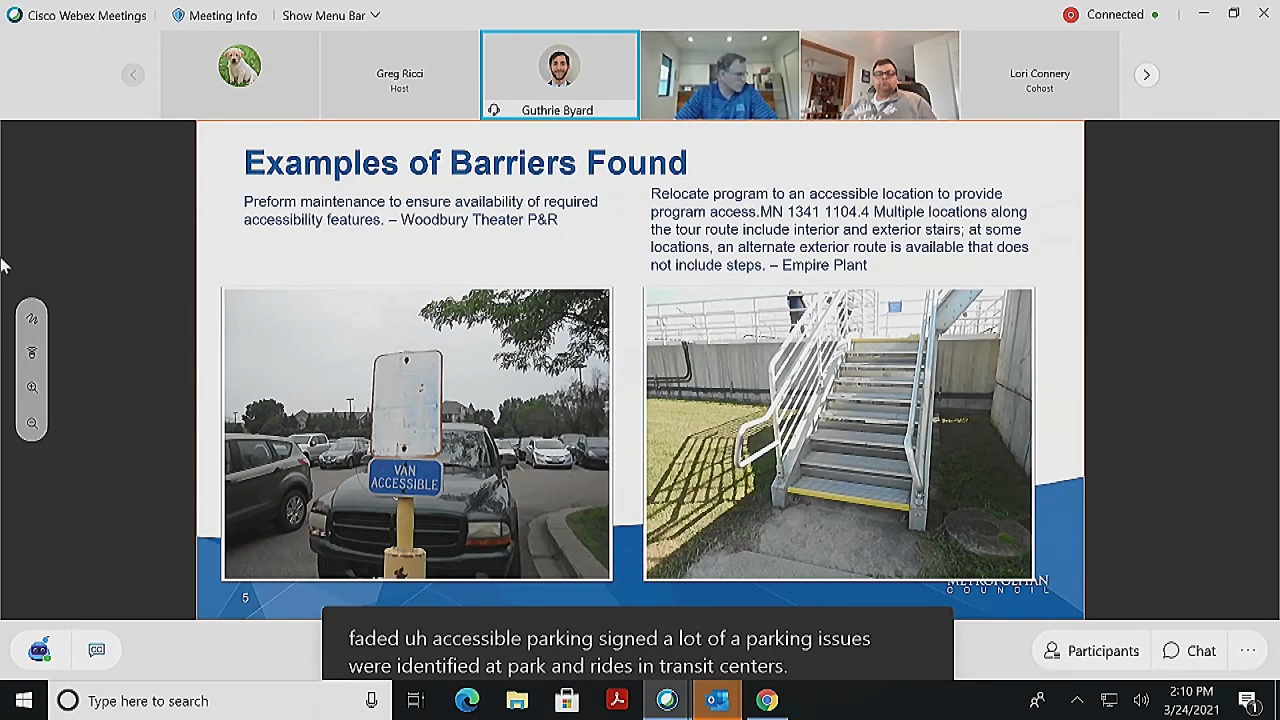 Cisco Webex Meetings
Meeting Info
Show Menu Bar
Connected
Greg Ricci
Host
Guthrie Byard
Lori Connery
Cohost
Examples of Barriers Found
Preform maintenance to ensure availability of required
accessibility features. – Woodbury Theater P&R
Relocate program to an accessible location to provide
program access.MN 1341 1104.4 Multiple locations along
the tour route include interior and exterior stairs; at some
locations, an alternate exterior route is available that does
not include steps. – Empire Plant
VAN
ACCESSIBLE
METROPOLITAN
COUNCIL
5
faded uh accessible parking signed a lot of a parking issues
were identified at park and rides in transit centers.
CC
Participants
Chat
Type here to search
2:10 PM
3/24/2021
1